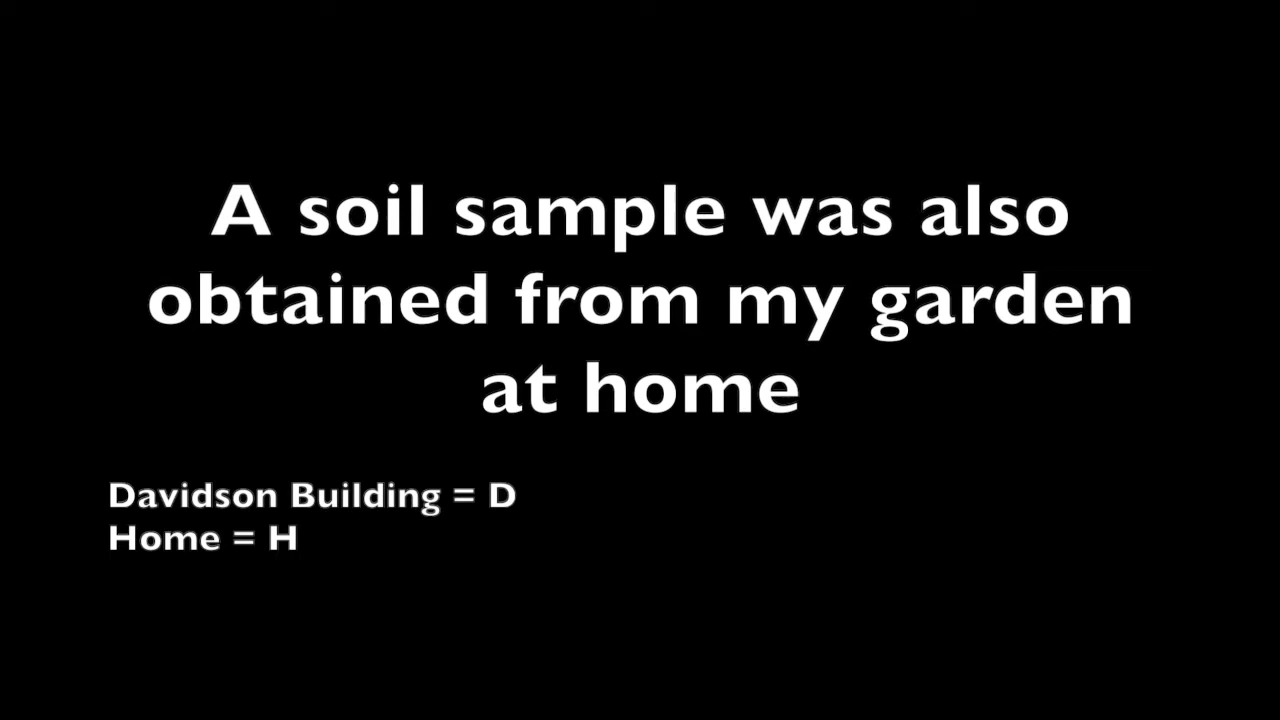 A soil sample was also
obtained from my garden
at home
Davidson Building = D
Home = H